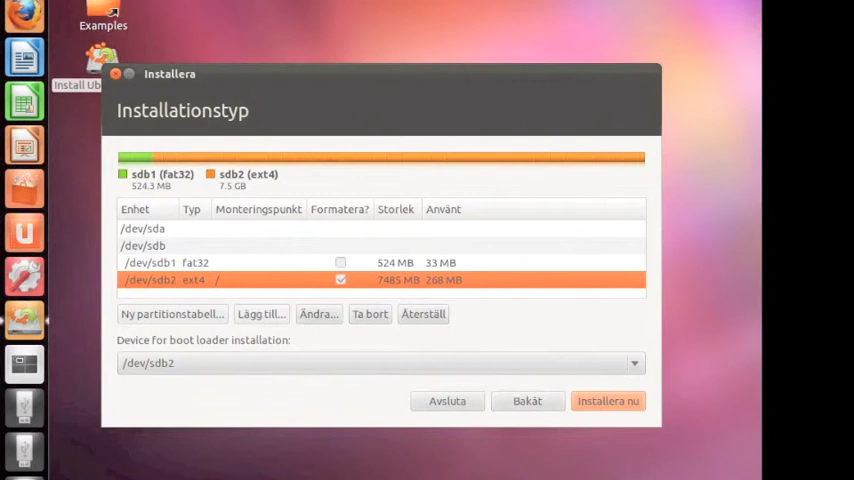 Examples
Install Ub
Installera
Installationstyp
sdb1 (fat32) sdb2 (ext4)
524.3 MB 7.5 GB
Enhet Typ Monteringspunkt Formatera? Storlek Använt
/dev/sda
/dev/sdb
/dev/sdb1 fat32 524 MB 33 MB
/dev/sdb2 ext4 / 7485 MB 268 MB
Ny partitionstabell... Lägg till... Ändra... Ta bort Återställ
Device for boot loader installation:
/dev/sdb2
Avsluta Bakåt Installera nu